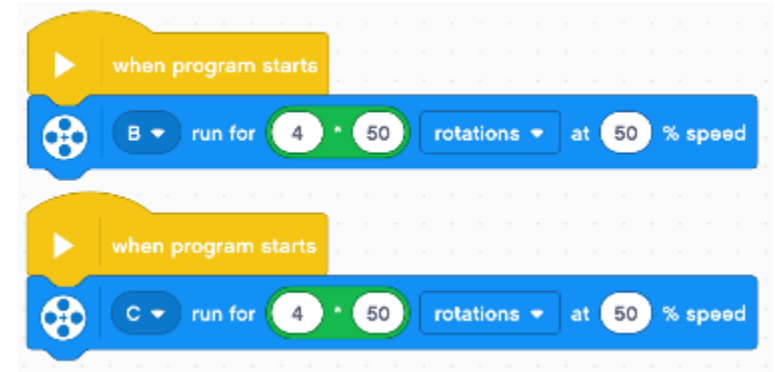 when program starts
B run for 4 * 50 rotations at 50 % speed
when program starts
C run for 4 * 50 rotations at 50 % speed